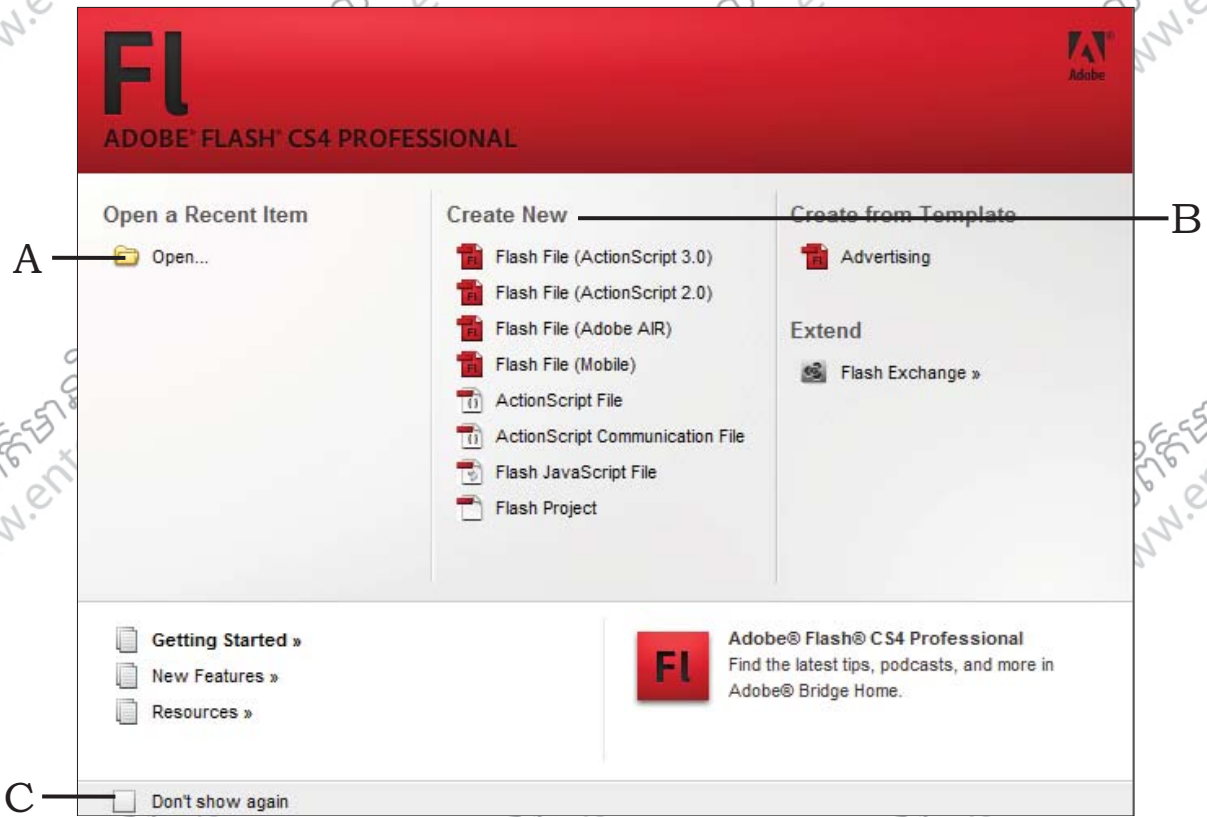 Fl
Adobe
ADOBE® FLASH® CS4 PROFESSIONAL
Open a Recent Item
A
Open...
Create New
Flash File (ActionScript 3.0)
Flash File (ActionScript 2.0)
Flash File (Adobe AIR)
Flash File (Mobile)
ActionScript File
ActionScript Communication File
Flash JavaScript File
Flash Project
Create from Template
B
Advertising
Extend
Flash Exchange »
Getting Started »
New Features »
Resources »
Fl
Adobe® Flash® CS4 Professional
Find the latest tips, podcasts, and more in
Adobe® Bridge Home.
C
Don't show again